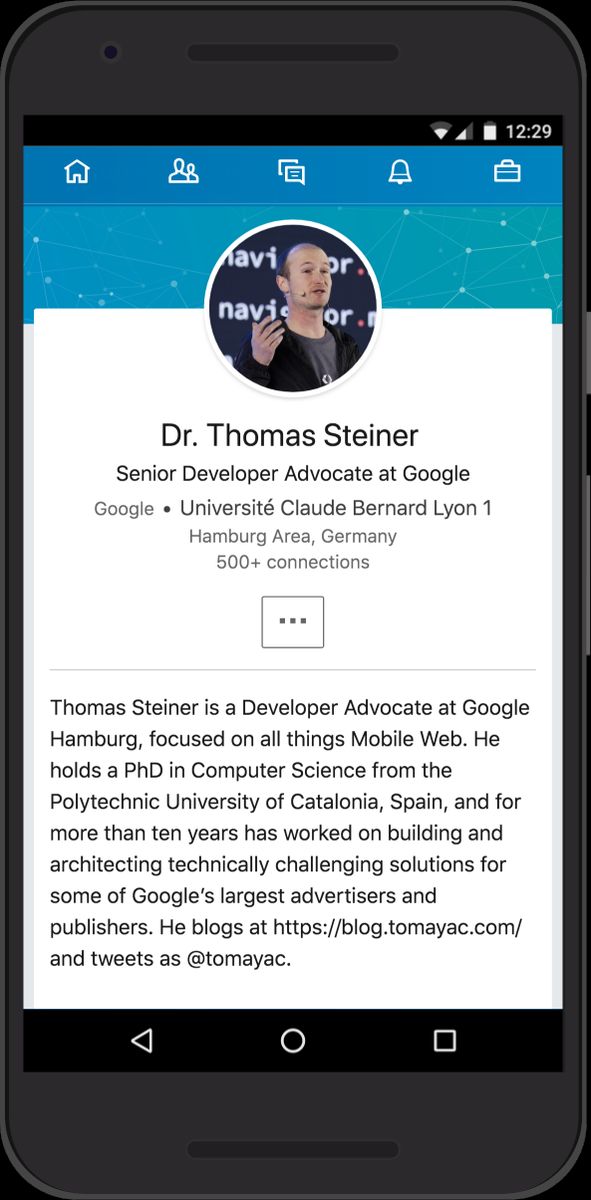 12:29
navi or.
navi or.
Dr. Thomas Steiner
Senior Developer Advocate at Google
Google • Université Claude Bernard Lyon 1
Hamburg Area, Germany
500+ connections
Thomas Steiner is a Developer Advocate at Google
Hamburg, focused on all things Mobile Web. He
holds a PhD in Computer Science from the
Polytechnic University of Catalonia, Spain, and for
more than ten years has worked on building and
architecting technically challenging solutions for
some of Google’s largest advertisers and
publishers. He blogs at https://blog.tomayac.com/
and tweets as @tomayac.